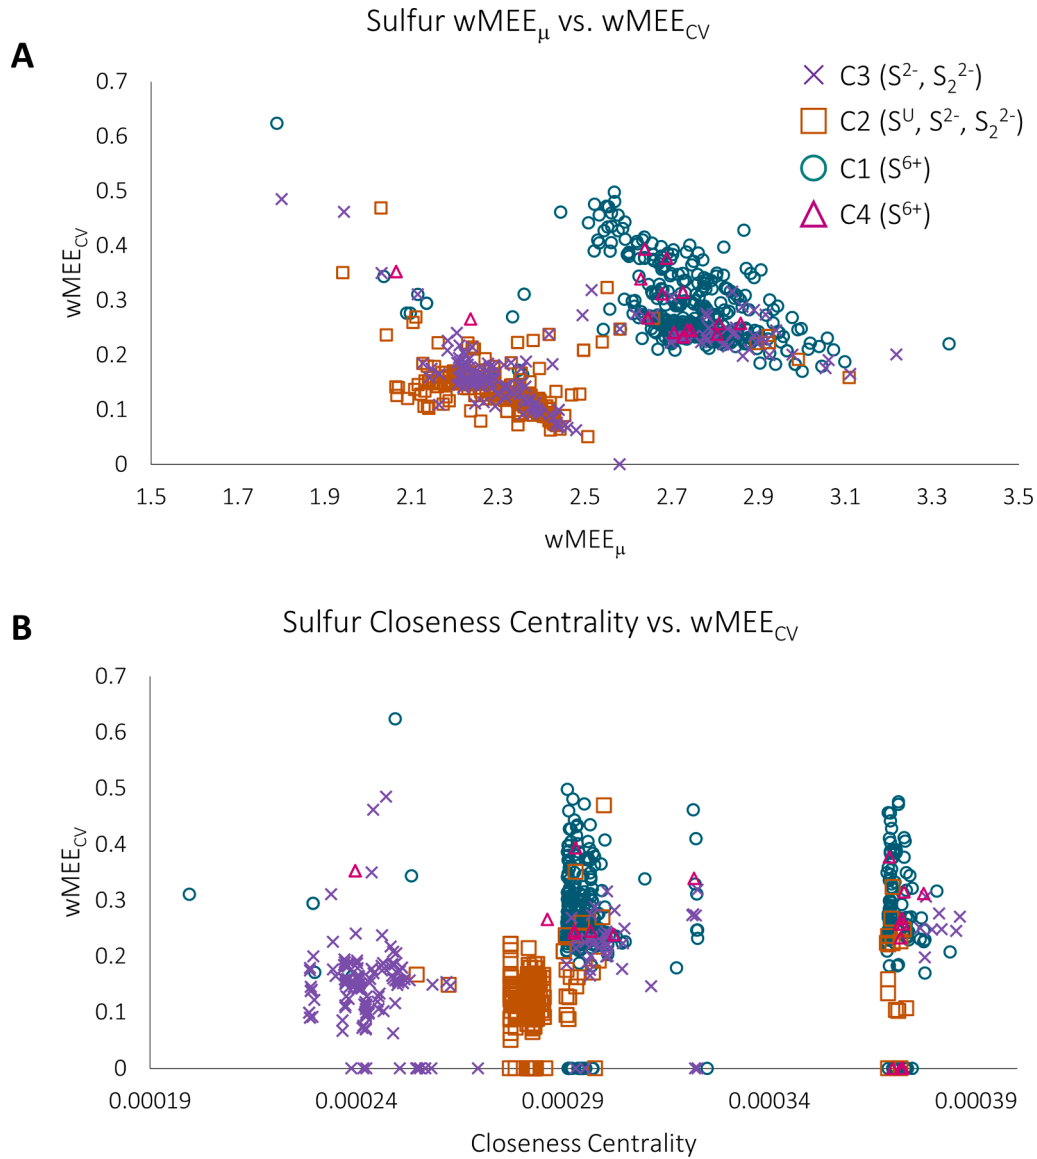 Sulfur wMEEμ vs. wMEECV
A
C3 (S2-, S22-)
C2 (SU, S2-, S22-)
C1 (S6+)
C4 (S6+)
wMEECV
0.7
0.6
0.5
0.4
0.3
0.2
0.1
0
1.5 1.7 1.9 2.1 2.3 2.5 2.7 2.9 3.1 3.3 3.5
wMEEμ
B
Sulfur Closeness Centrality vs. wMEECV
wMEECV
0.7
0.6
0.5
0.4
0.3
0.2
0.1
0
0.00019 0.00024 0.00029 0.00034 0.00039
Closeness Centrality